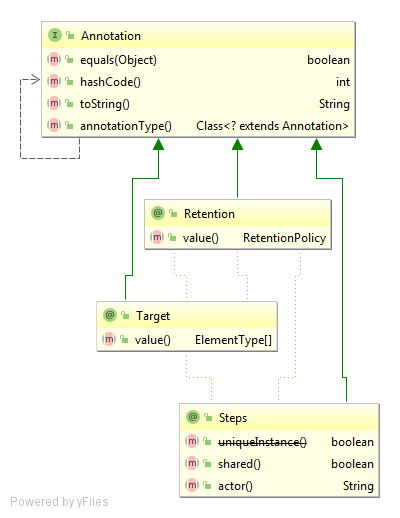 Annotation
equals(Object) boolean
hashCode() int
toString() String
annotationType() Class<? extends Annotation>
@ Retention
value() RetentionPolicy
@ Target
value() ElementType[]
@ Steps
uniqueInstance() boolean
shared() boolean
actor() String
Powered by yFiles